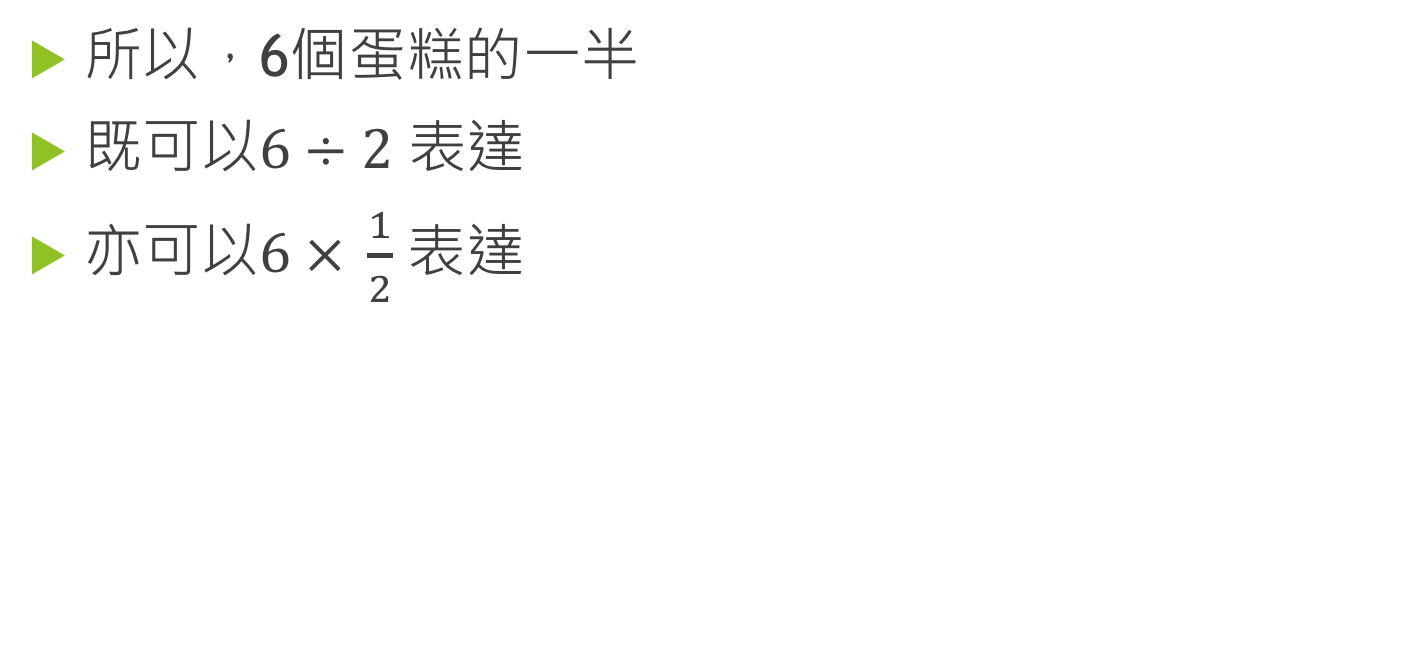 所以，6個蛋糕的一半
既可以6 ÷ 2 表達
亦可以6 × 1/2 表達